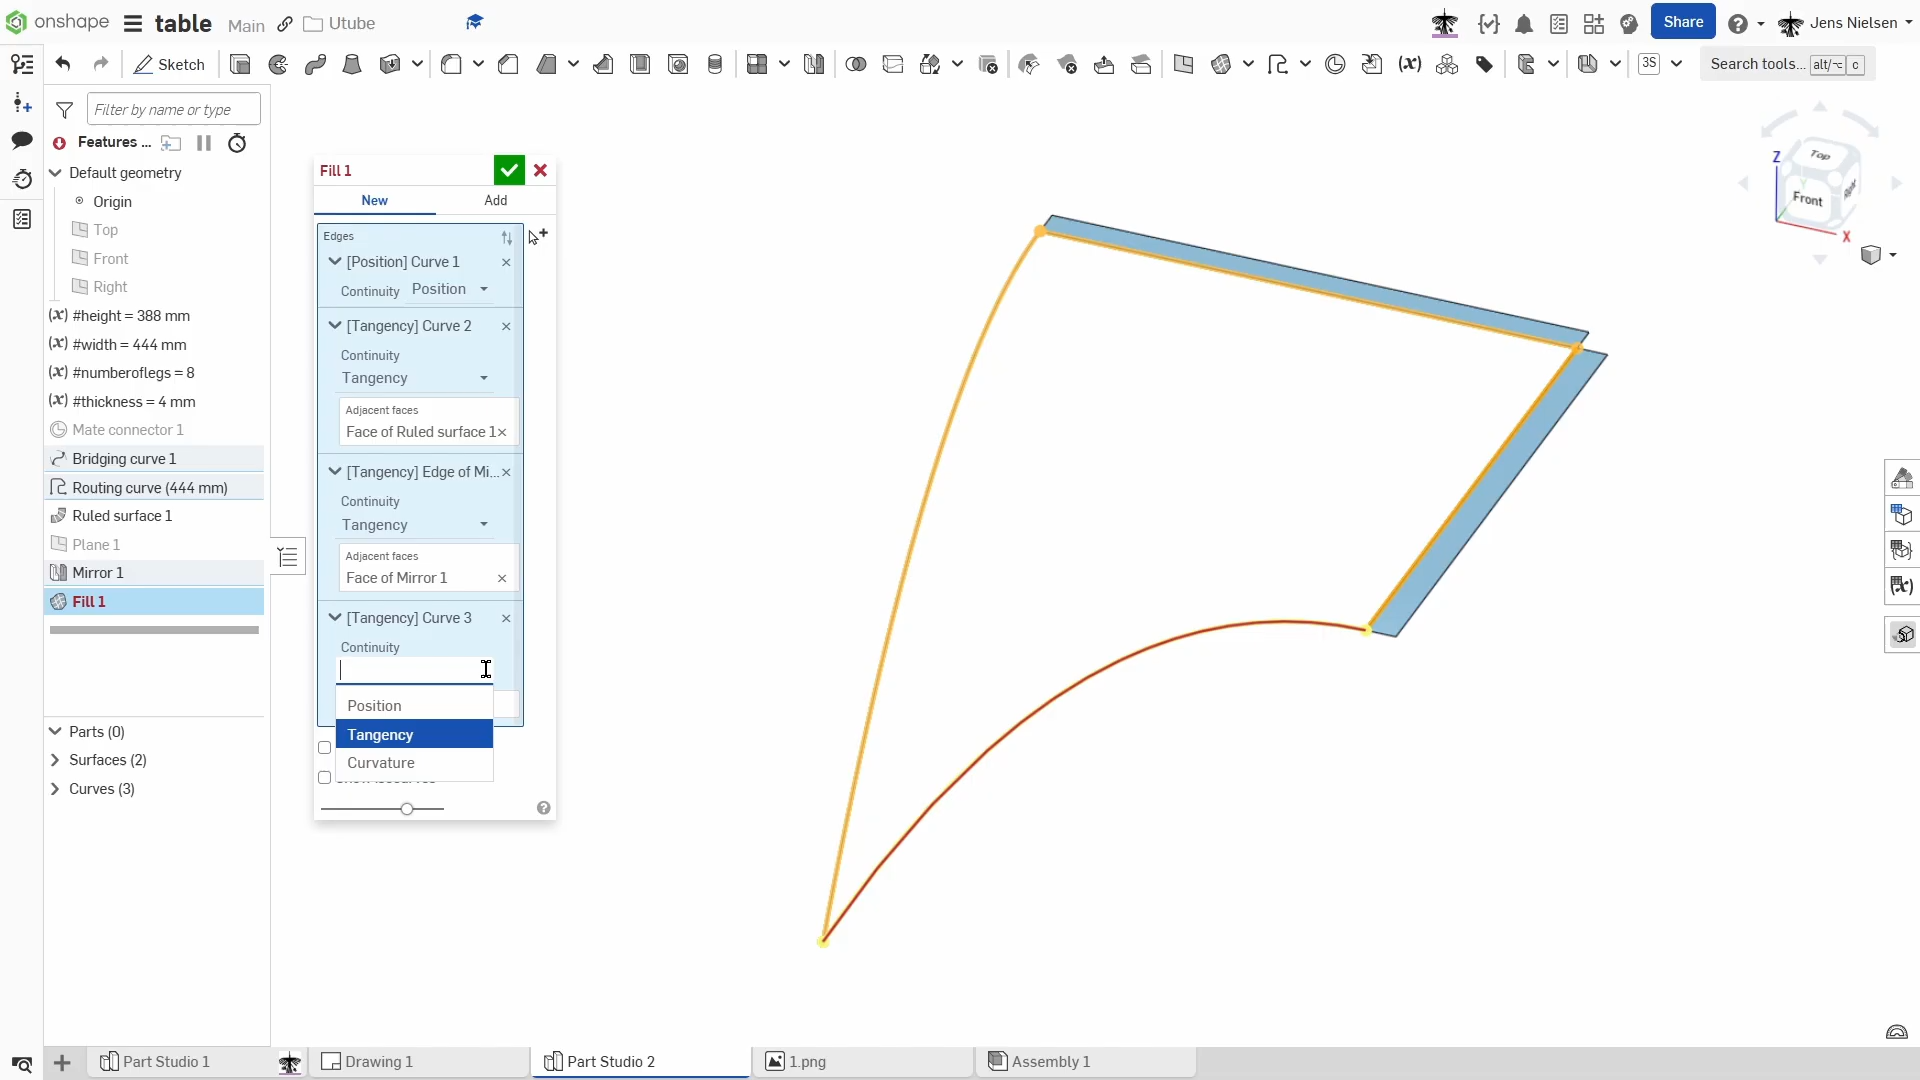 onshape
table
Main
Utube
Share
Jens Nielsen
Sketch
3S
Search tools...
alt/⌥
c
Filter by name or type
Features ...
Default geometry
Origin
Top
Front
Right
(x) #height = 388 mm
(x) #width = 444 mm
(x) #numberoflegs = 8
(x) #thickness = 4 mm
Mate connector 1
Bridging curve 1
Routing curve (444 mm)
Ruled surface 1
Plane 1
Mirror 1
Fill 1
Parts (0)
Surfaces (2)
Curves (3)
Fill 1
New
Add
Edges
[Position] Curve 1
Continuity
Position
[Tangency] Curve 2
Continuity
Tangency
Adjacent faces
Face of Ruled surface 1
[Tangency] Edge of Mi...
Continuity
Tangency
Adjacent faces
Face of Mirror 1
[Tangency] Curve 3
Continuity
Position
Tangency
Curvature
Z
Top
Front
Right
X
Part Studio 1
Drawing 1
Part Studio 2
1.png
Assembly 1